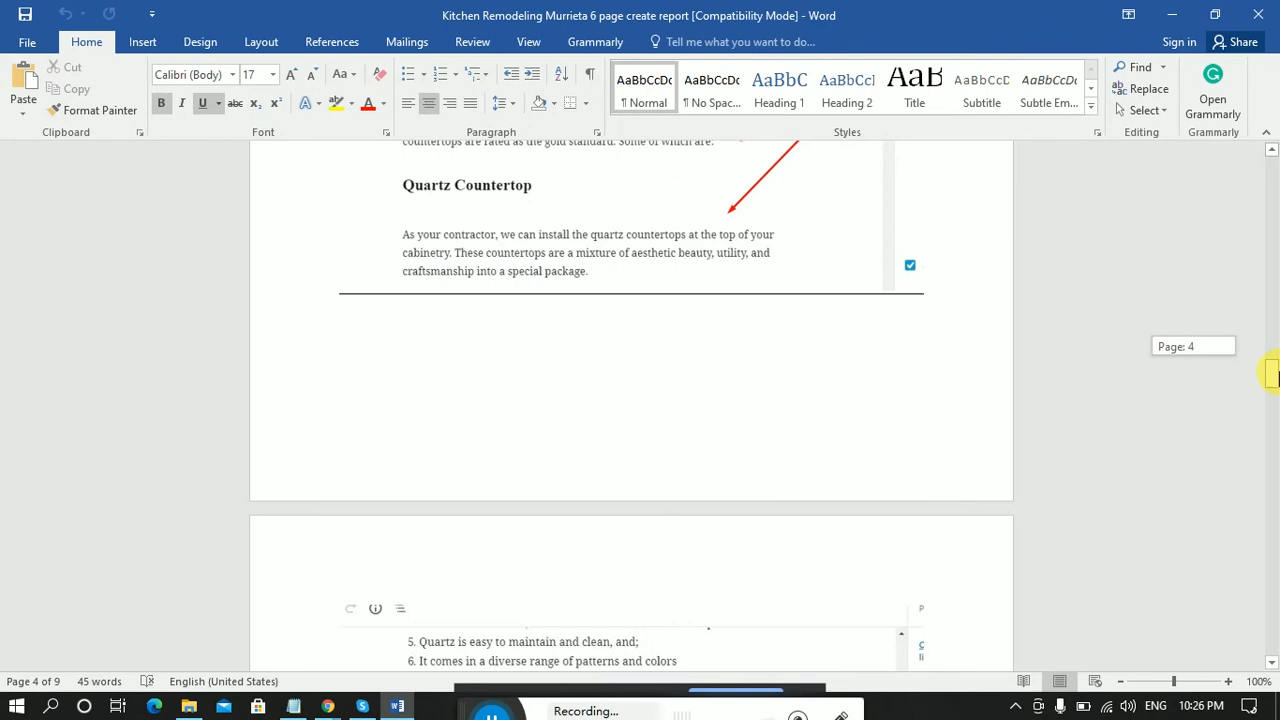 Kitchen Remodeling Murrieta 6 page create report [Compatibility Mode] - Word
File Home Insert Design Layout References Mailings Review View Grammarly Tell me what you want to do... Sign in Share
Paste Cut Copy Format Painter Clipboard
Calibri (Body) 17 Aa A B I U abc x₂ x² A A Font
Paragraph
AaBbCcDc ¶ Normal
AaBbCcDc ¶ No Spac...
AaBbC Heading
AaBbCcI Heading 2
AaB Title
AaBbCcD Subtitle
AaBbCcDc Subtle Em...
Styles
Find Replace Select Editing
Open Grammarly Grammarly
countertops are rated as the gold standard. Some of which are:
Quartz Countertop
As your contractor, we can install the quartz countertops at the top of your
cabinetry. These countertops are a mixture of aesthetic beauty, utility, and
craftsmanship into a special package.
Page: 4
5. Quartz is easy to maintain and clean, and;
6. It comes in a diverse range of patterns and colors
Page 4 of 9 45 words English (United States) 100%
Recording...
ENG 10:26 PM